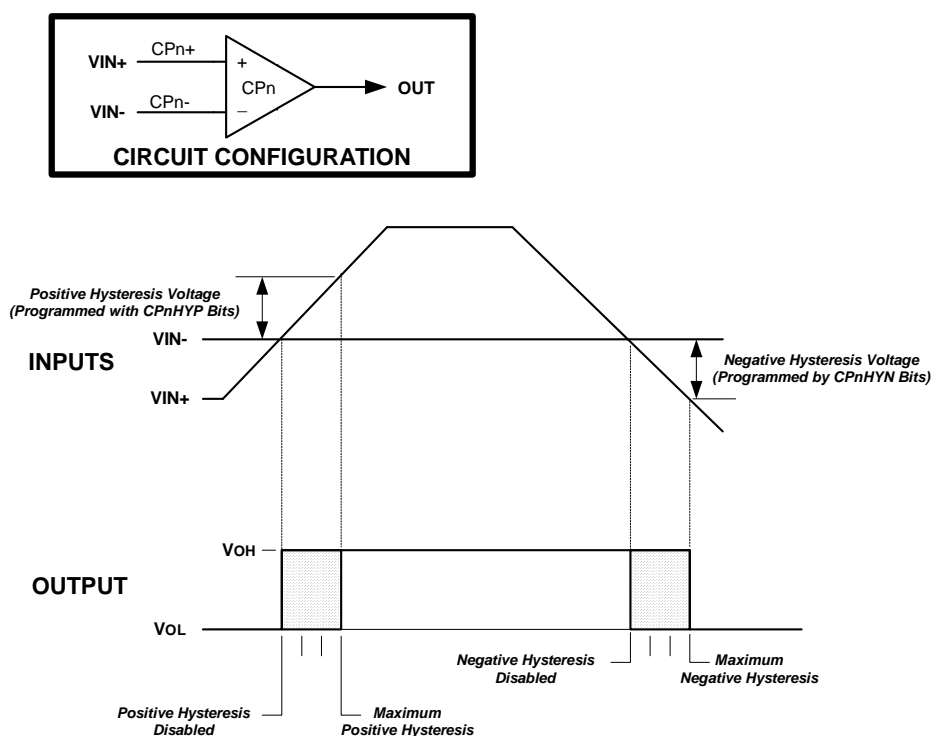 VIN+
CPn+
+
CPn
OUT
VIN-
CPn-
_
CIRCUIT CONFIGURATION
Positive Hysteresis Voltage
(Programmed with CPnHYP Bits)
VIN-
INPUTS
Negative Hysteresis Voltage
(Programmed by CPnHYN Bits)
VIN+
VOH
OUTPUT
VOL
Negative Hysteresis
Disabled
Maximum
Negative Hysteresis
Positive Hysteresis
Disabled
Maximum
Positive Hysteresis